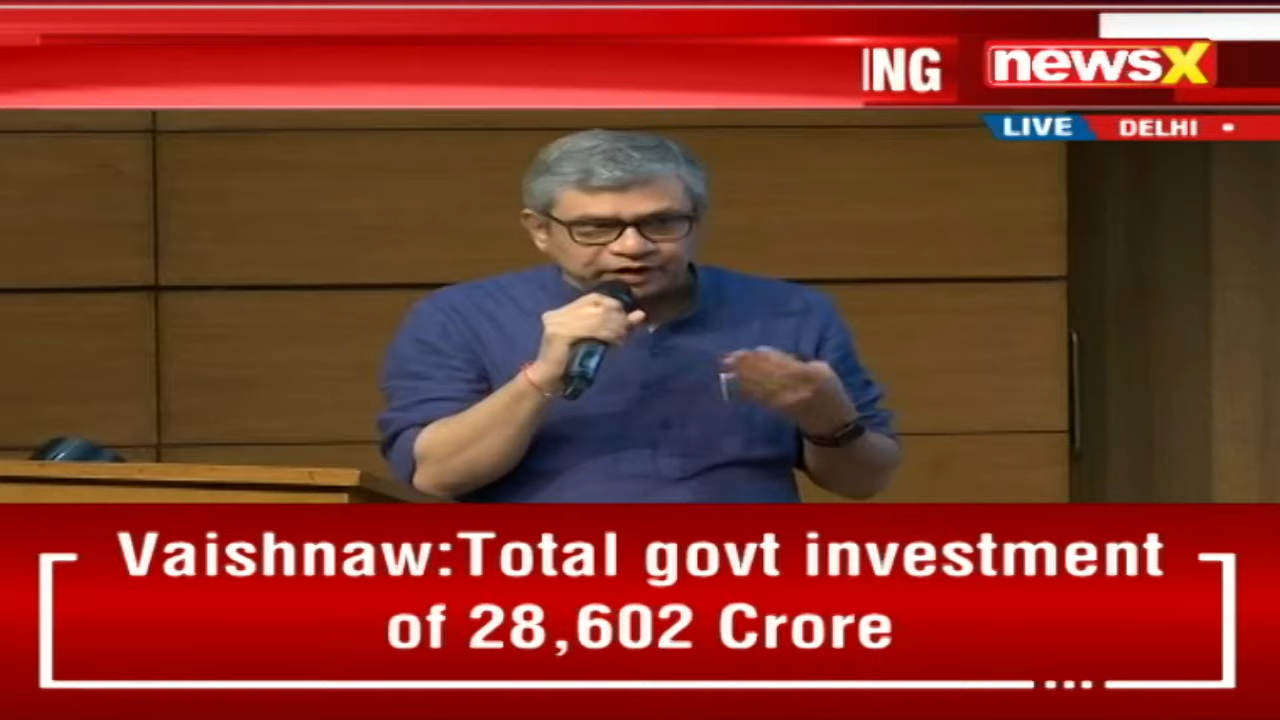 ING
newsX
LIVE DELHI
Vaishnaw:Total govt investment
of 28,602 Crore